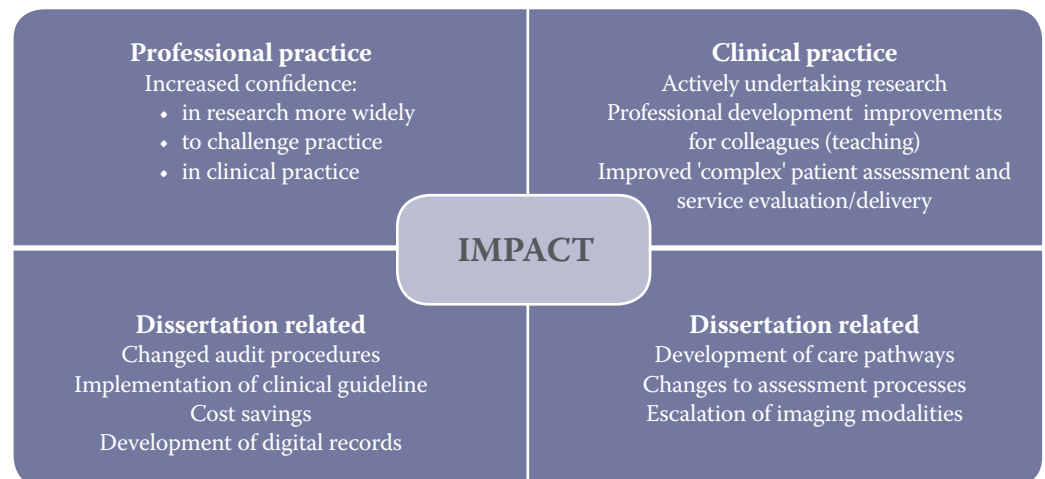 Professional practice
Increased confidence:
• in research more widely
• to challenge practice
• in clinical practice
Clinical practice
Actively undertaking research
Professional development improvements
for colleagues (teaching)
Improved 'complex' patient assessment and
service evaluation/delivery
IMPACT
Dissertation related
Changed audit procedures
Implementation of clinical guideline
Cost savings
Development of digital records
Dissertation related
Development of care pathways
Changes to assessment processes
Escalation of imaging modalities